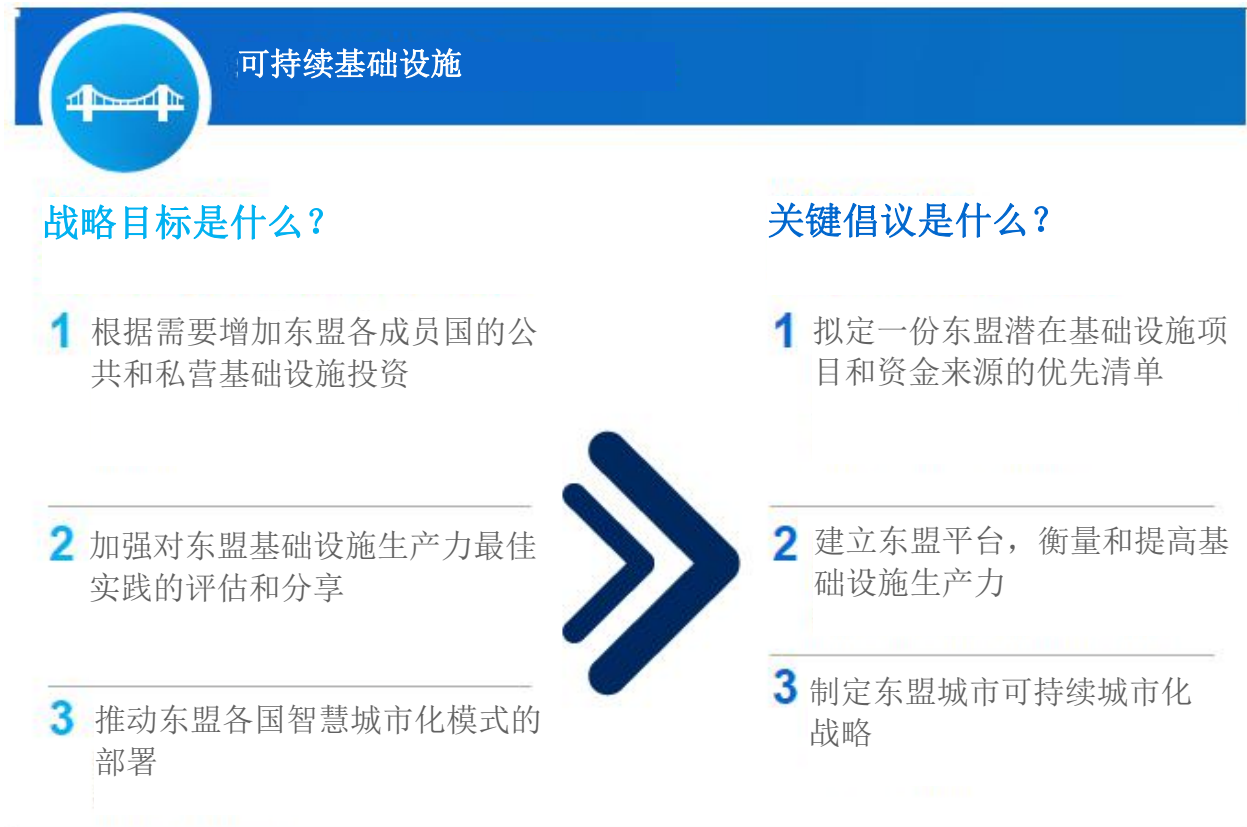 可持续基础设施
战略目标是什么？
1 根据需要增加东盟各成员国的公
共和私营基础设施投资
2 加强对东盟基础设施生产力最佳
实践的评估和分享
3 推动东盟各国智慧城市化模式的
部署
关键倡议是什么？
1 拟定一份东盟潜在基础设施项
目和资金来源的优先清单
2 建立东盟平台，衡量和提高基
础设施生产力
3 制定东盟城市可持续城市化
战略